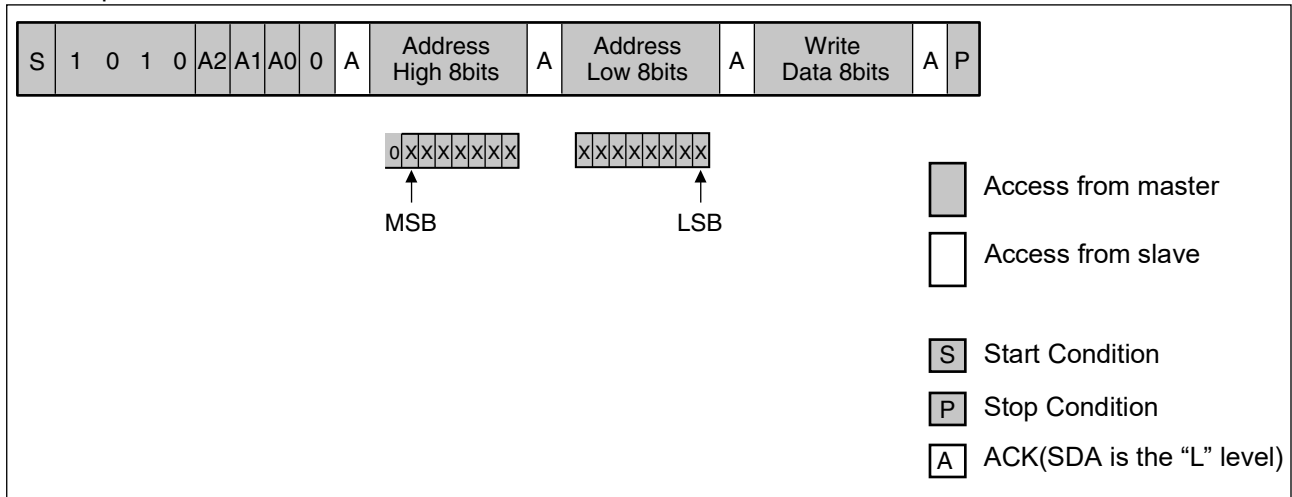 S 1 0 1 0 A2 A1 A0 0 A Address High 8bits A Address Low 8bits A Write Data 8bits A P
0 X X X X X X X X X X X X X X X
MSB LSB
Access from master
Access from slave
S Start Condition
P Stop Condition
A ACK(SDA is the “L” level)